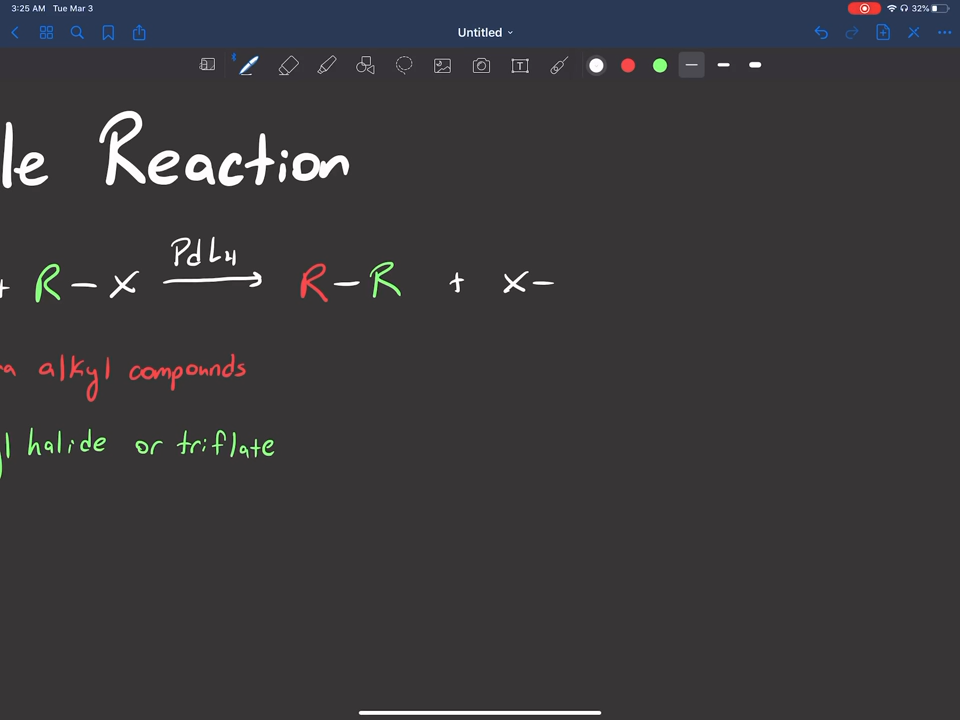 3:25 AM Tue Mar 3 32%
Untitled
T
le Reaction
PdL4
+ R - X → R - R + X -
a alkyl compounds
l halide or triflate